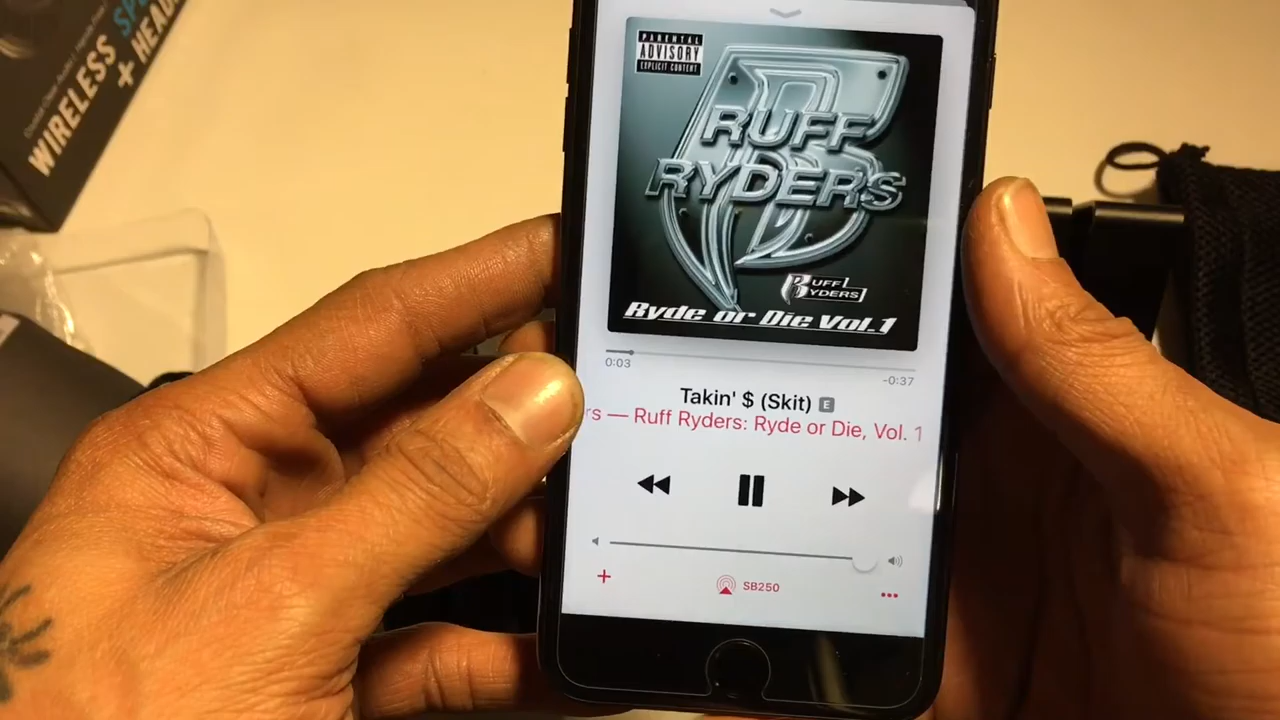 WIRELESS SP
+ HEAD
PARENTAL
ADVISORY
EXPLICIT CONTENT
RUFF
RYDERS
RUFF
RYDERS
Ryde or Die Vol.1
0:03
-0:37
Takin' $ (Skit) E
rs — Ruff Ryders: Ryde or Die, Vol. 1
SB250